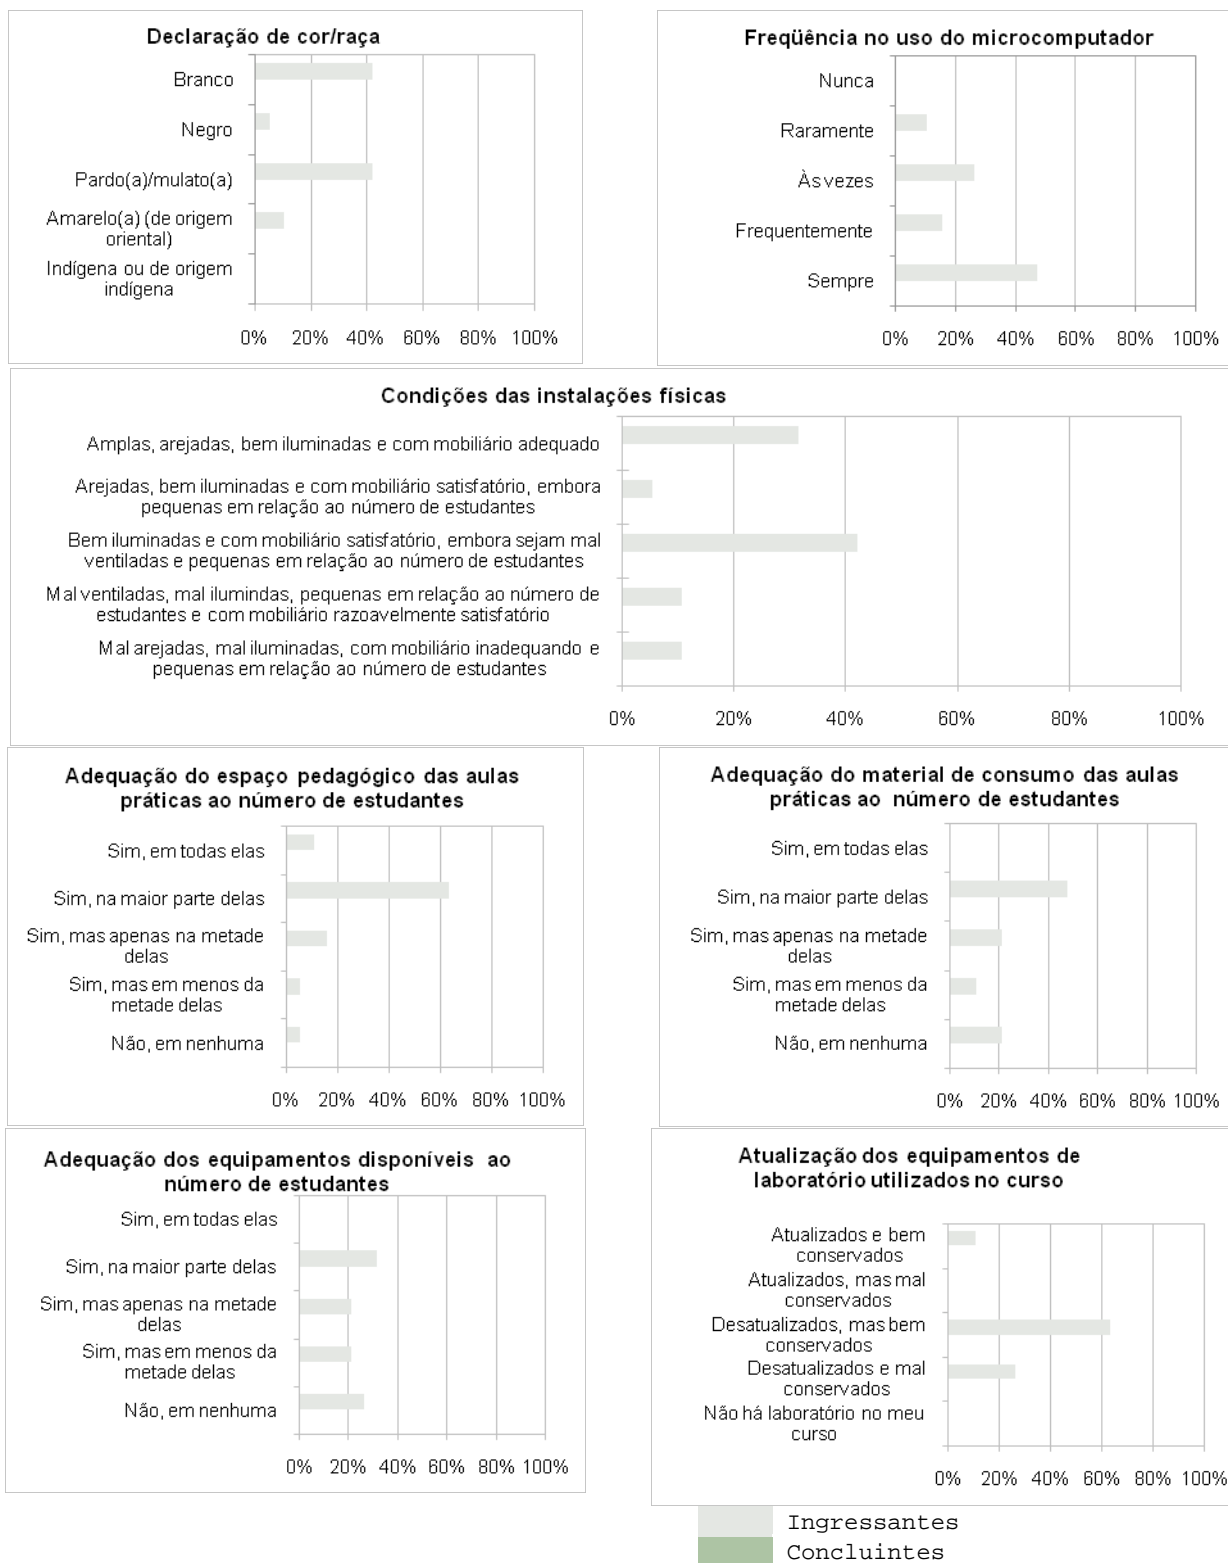 Declaração de cor/raça
Branco
Negro
Pardo(a)/mulato(a)
Amarelo(a) (de origem
oriental)
Indígena ou de origem
indígena
0% 20% 40% 60% 80% 100%
Freqüência no uso do microcomputador
Nunca
Raramente
Às vezes
Frequentemente
Sempre
0% 20% 40% 60% 80% 100%
Condições das instalações físicas
Amplas, arejadas, bem iluminadas e com mobiliário adequado
Arejadas, bem iluminadas e com mobiliário satisfatório, embora
pequenas em relação ao número de estudantes
Bem iluminadas e com mobiliário satisfatório, embora sejam mal
ventiladas e pequenas em relação ao número de estudantes
Mal ventiladas, mal ilumindas, pequenas em relação ao número de
estudantes e com mobiliário razoavelmente satisfatório
Mal arejadas, mal iluminadas, com mobiliário inadequando e
pequenas em relação ao número de estudantes
0% 20% 40% 60% 80% 100%
Adequação do espaço pedagógico das aulas
práticas ao número de estudantes
Sim, em todas elas
Sim, na maior parte delas
Sim, mas apenas na metade
delas
Sim, mas em menos da
metade delas
Não, em nenhuma
0% 20% 40% 60% 80% 100%
Adequação do material de consumo das aulas
práticas ao número de estudantes
Sim, em todas elas
Sim, na maior parte delas
Sim, mas apenas na metade
delas
Sim, mas em menos da
metade delas
Não, em nenhuma
0% 20% 40% 60% 80% 100%
Adequação dos equipamentos disponíveis ao
número de estudantes
Sim, em todas elas
Sim, na maior parte delas
Sim, mas apenas na metade
delas
Sim, mas em menos da
metade delas
Não, em nenhuma
0% 20% 40% 60% 80% 100%
Atualização dos equipamentos de
laboratório utilizados no curso
Atualizados e bem
conservados
Atualizados, mas mal
conservados
Desatualizados, mas bem
conservados
Desatualizados e mal
conservados
Não há laboratório no meu
curso
0% 20% 40% 60% 80% 100%
Ingressantes
Concluintes